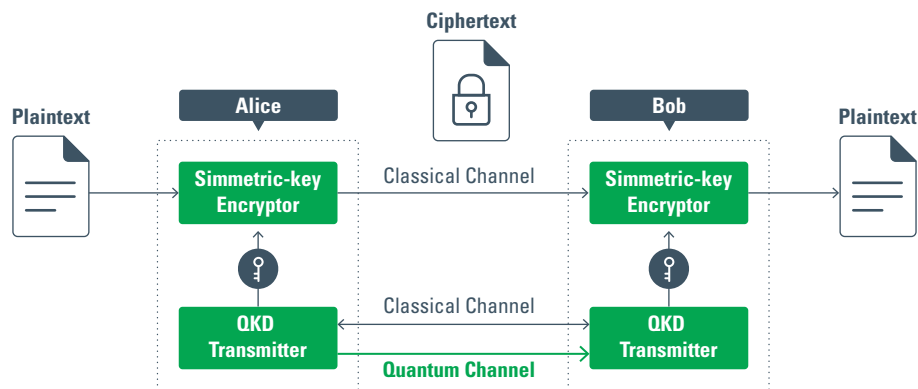 Ciphertext
Alice
Bob
Plaintext
Plaintext
Simmetric-key
Encryptor
Classical Channel
Simmetric-key
Encryptor
Classical Channel
QKD
Transmitter
QKD
Transmitter
Quantum Channel